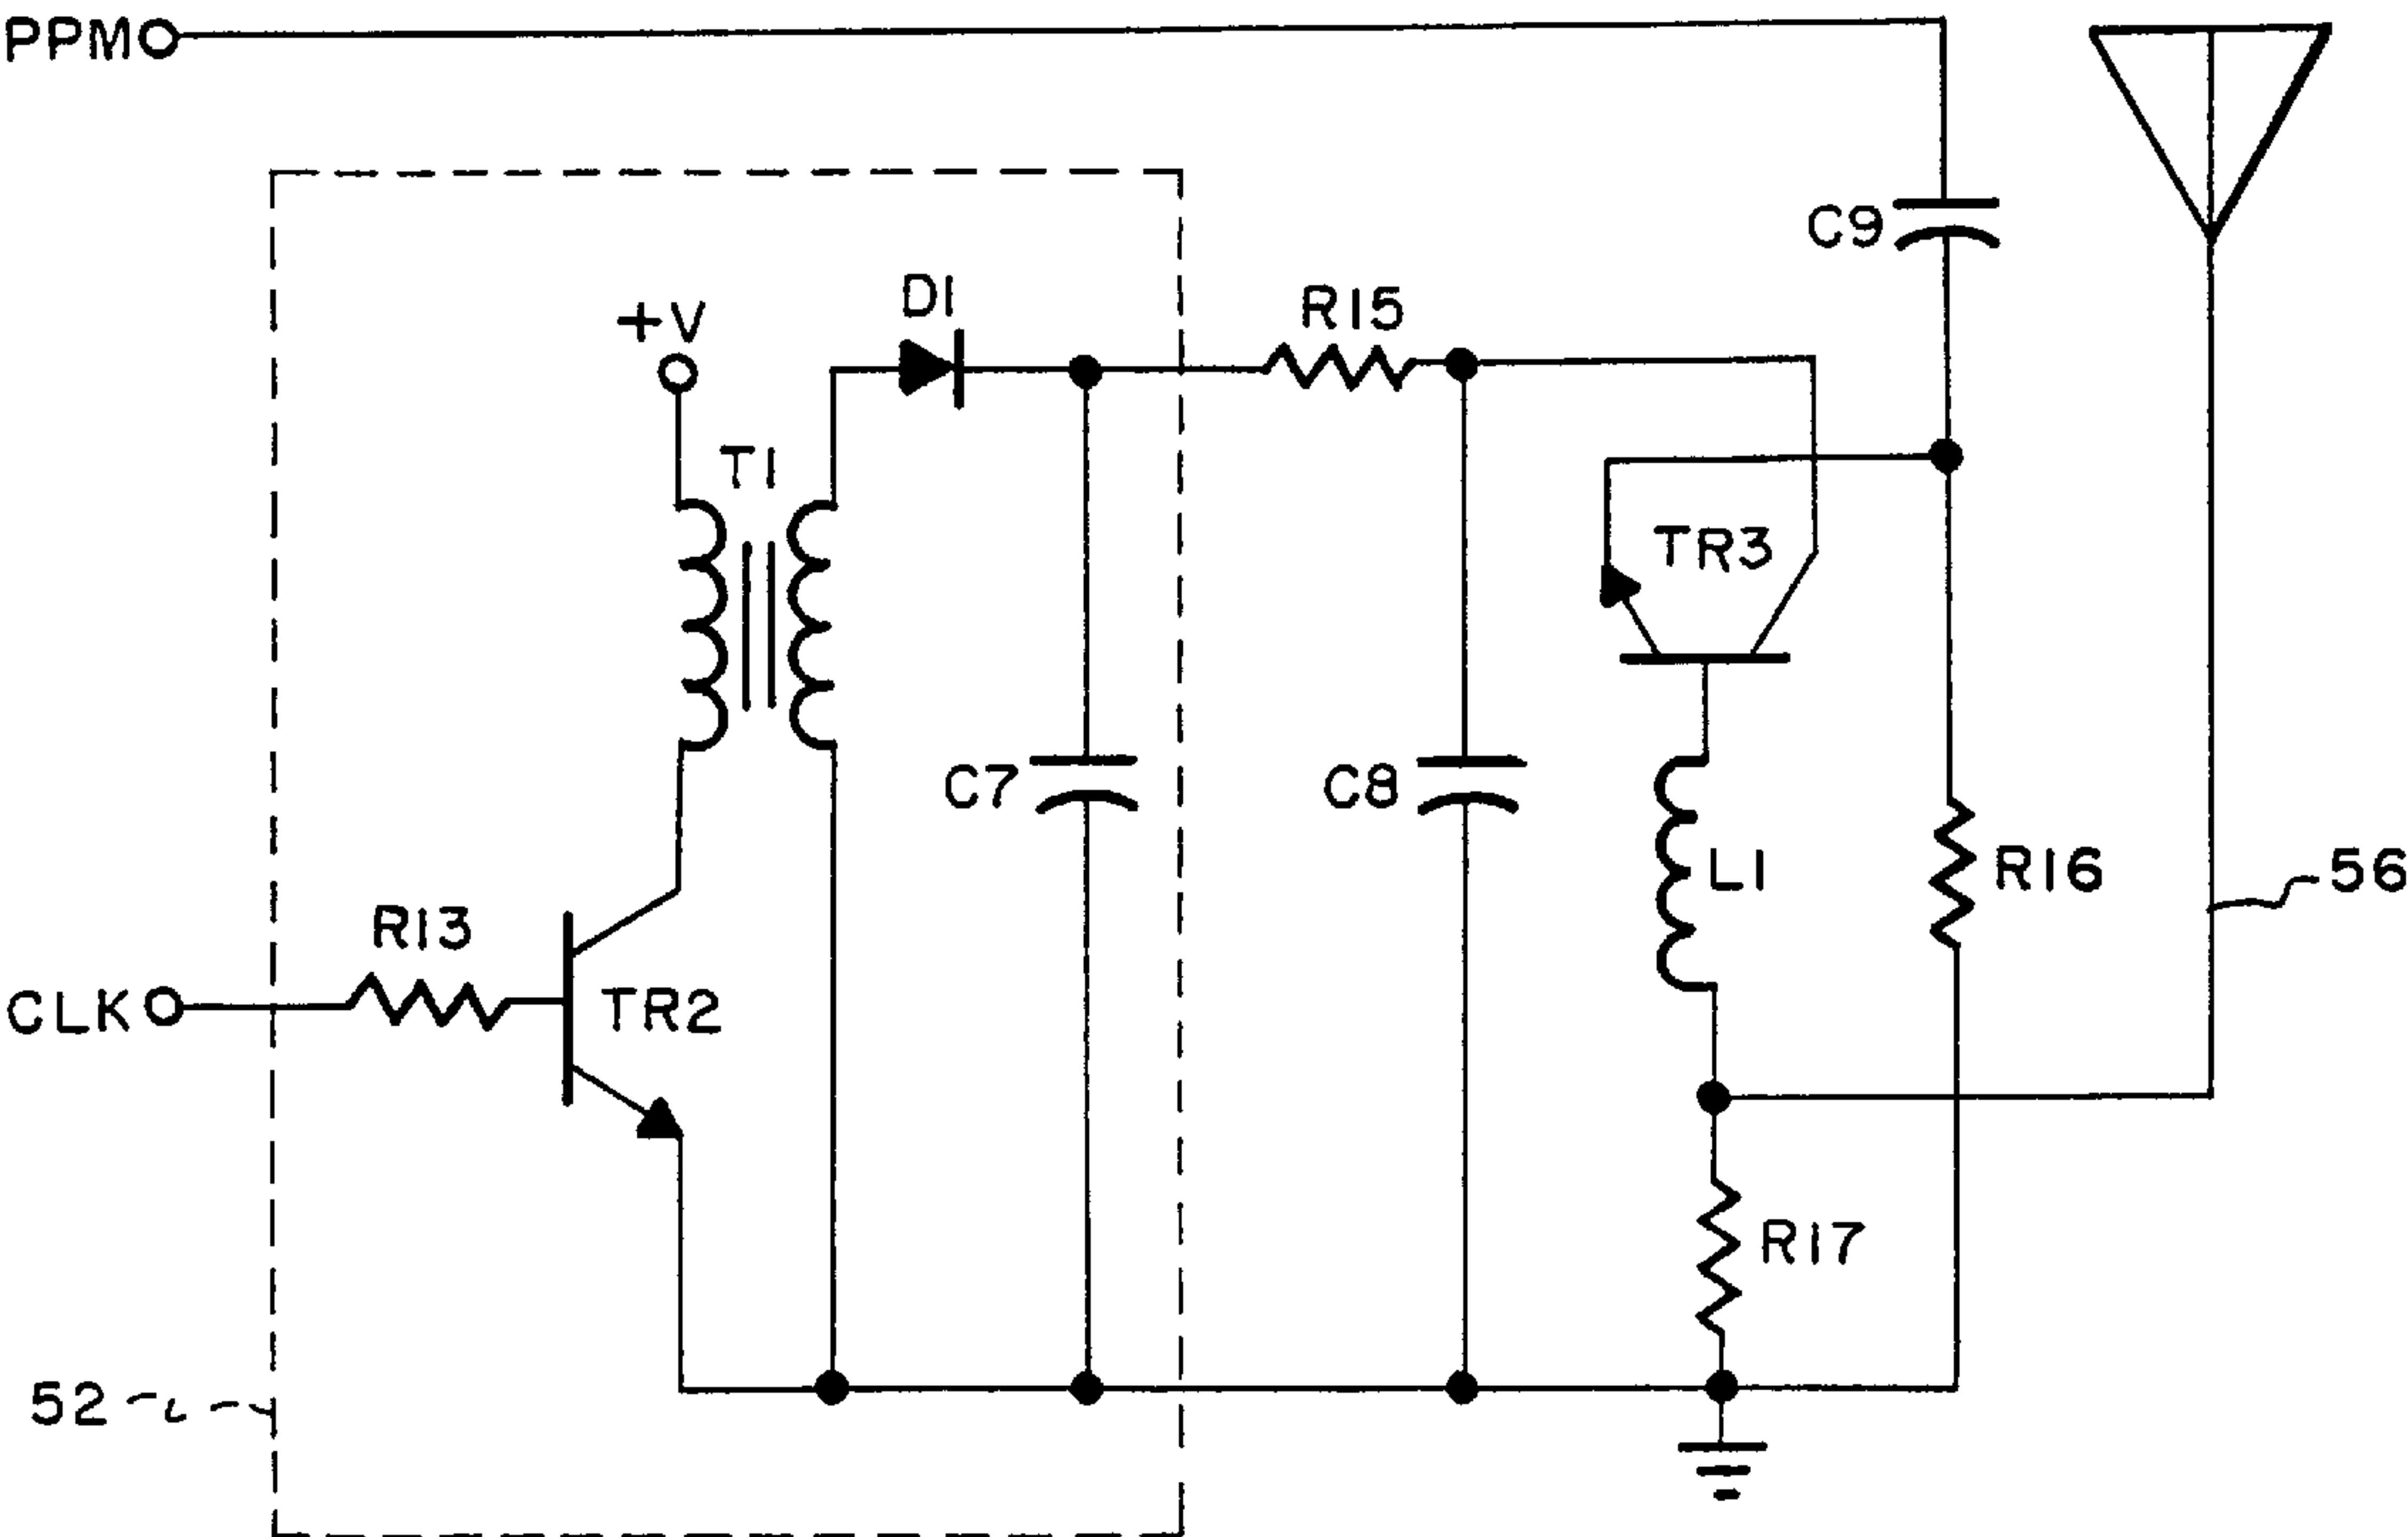 PPM
C9
D1
R15
+V
T1
TR3
C7
C8
L1
R16
56
R13
CLK
TR2
R17
52